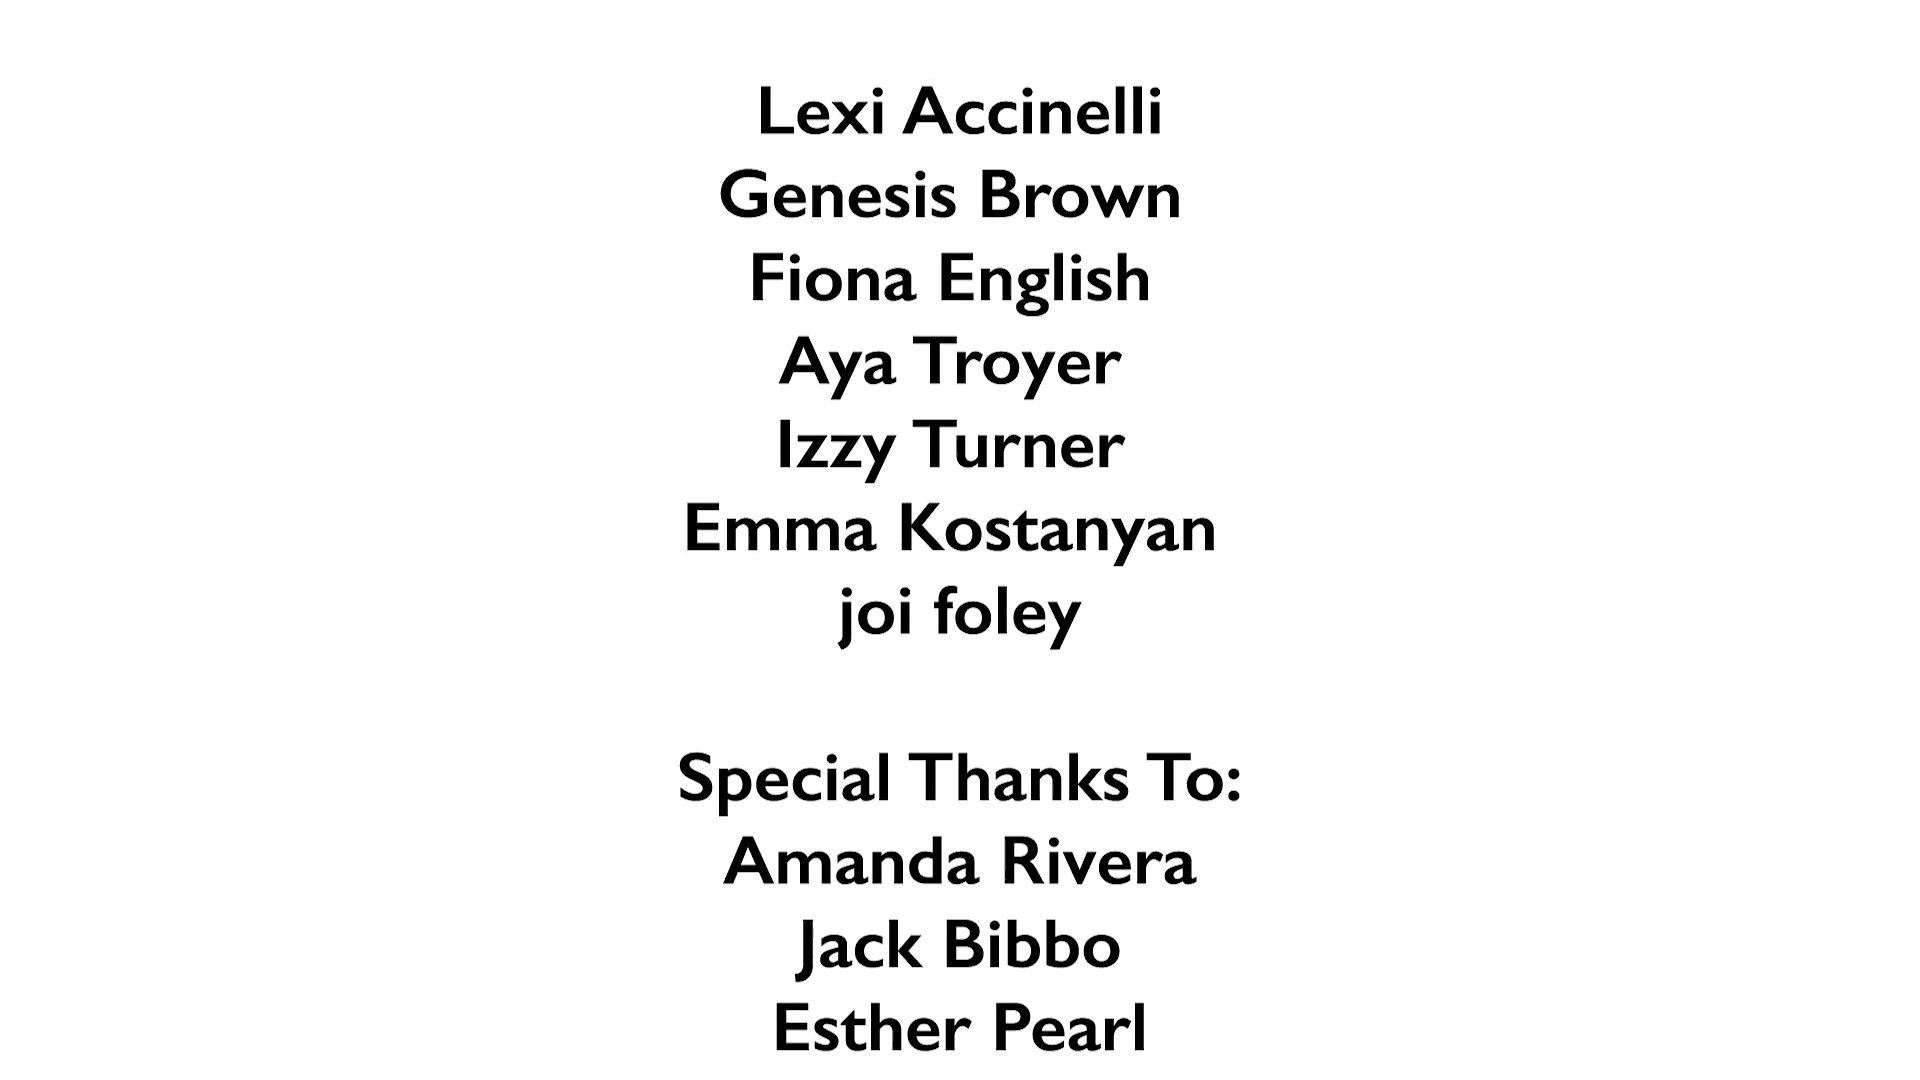 Lexi Accinelli
Genesis Brown
Fiona English
Aya Troyer
Izzy Turner
Emma Kostanyan
joi foley
Special Thanks To:
Amanda Rivera
Jack Bibbo
Esther Pearl